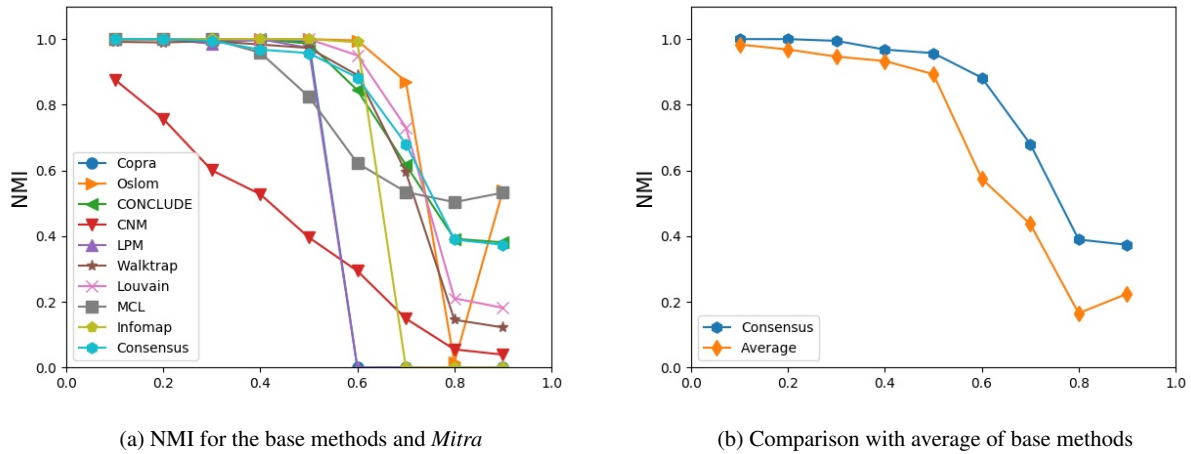 NMI
1.0
0.8
0.6
0.4
0.2
0.0
0.0 0.2 0.4 0.6 0.8 1.0
Copra
Oslom
CONCLUDE
CNM
LPM
Walktrap
Louvain
MCL
Infomap
Consensus
(a) NMI for the base methods and Mitra
NMI
1.0
0.8
0.6
0.4
0.2
0.0
0.0 0.2 0.4 0.6 0.8 1.0
Consensus
Average
(b) Comparison with average of base methods